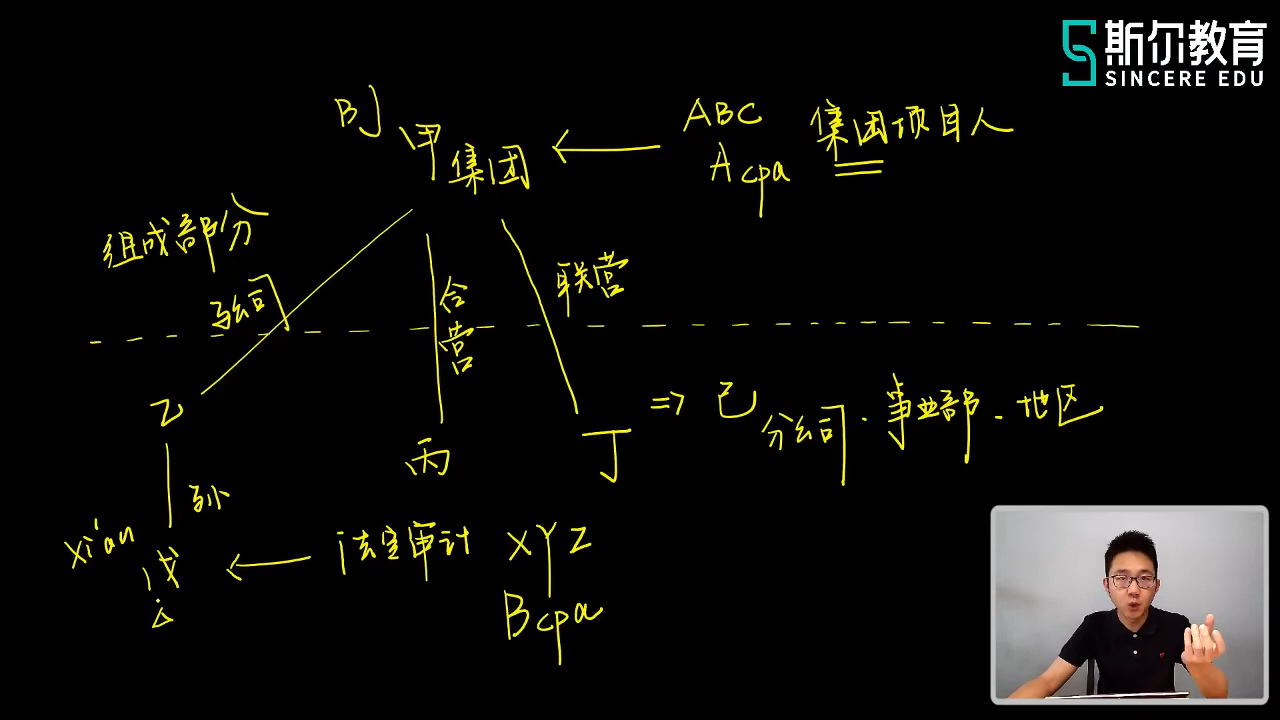 斯尔教育
SINCERE EDU
BJ
甲集团
ABC 集团项目人
Acpa
组成部分
子公司
合营
联营
乙
丙
丁
=> 己
分公司·事业部-地区
孙
xi'an
戊
法定审计 XYZ
Bcpa